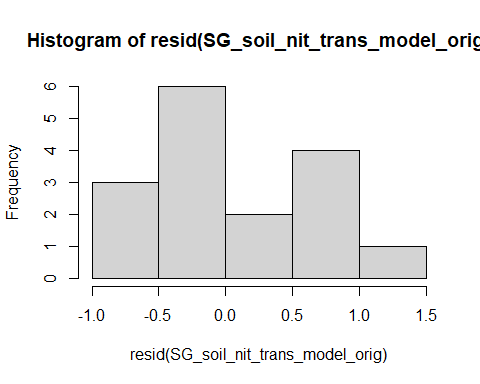 Histogram of resid(SG_soil_nit_trans_model_orig
Frequency
6
5
4
3
2
1
0
-1.0 -0.5 0.0 0.5 1.0 1.5
resid(SG_soil_nit_trans_model_orig)